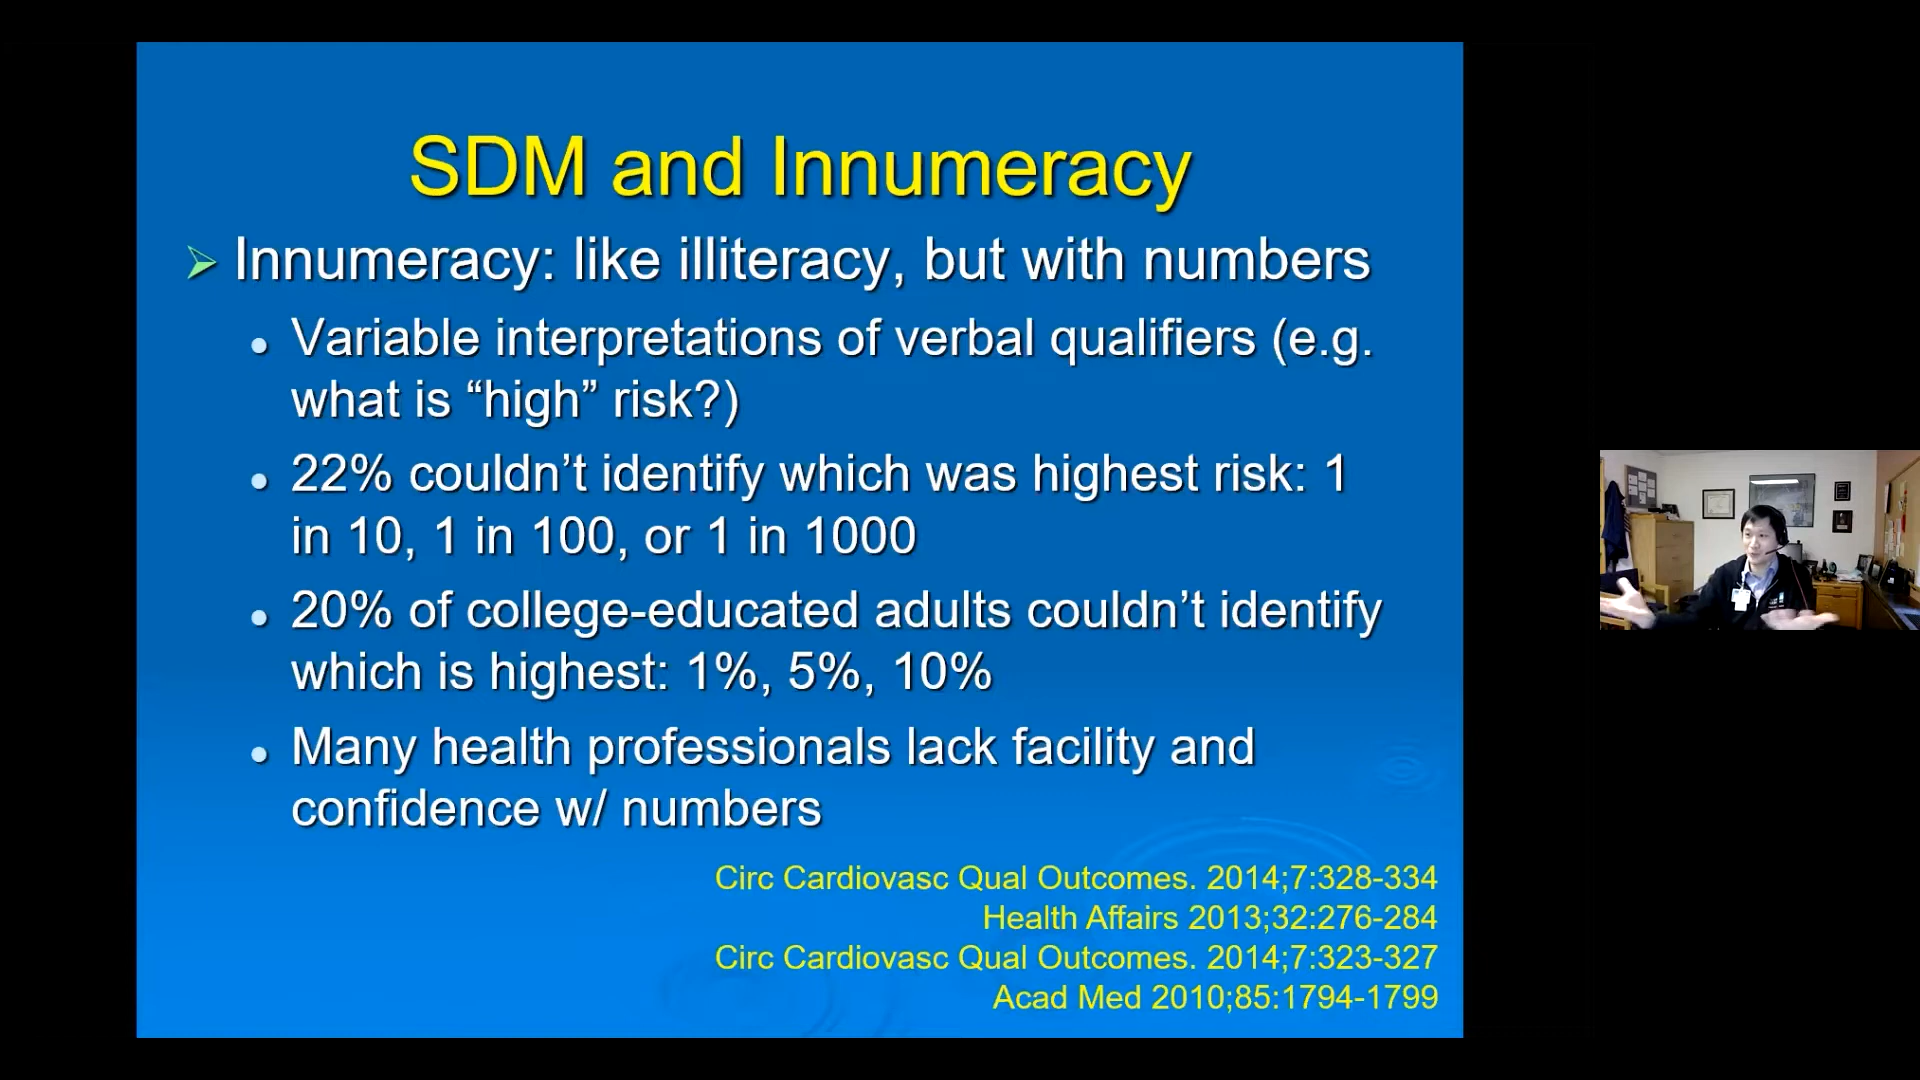 SDM and Innumeracy
Innumeracy: like illiteracy, but with numbers
Variable interpretations of verbal qualifiers (e.g.
what is “high” risk?)
22% couldn’t identify which was highest risk: 1
in 10, 1 in 100, or 1 in 1000
20% of college-educated adults couldn’t identify
which is highest: 1%, 5%, 10%
Many health professionals lack facility and
confidence w/ numbers
Circ Cardiovasc Qual Outcomes. 2014;7:328-334
Health Affairs 2013;32:276-284
Circ Cardiovasc Qual Outcomes. 2014;7:323-327
Acad Med 2010;85:1794-1799